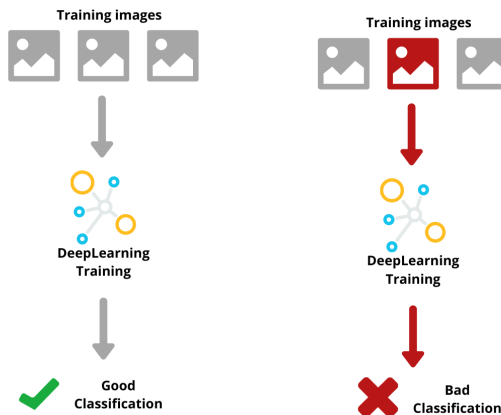 Training images
DeepLearning
Training
Good
Classification
Training images
DeepLearning
Training
Bad
Classification